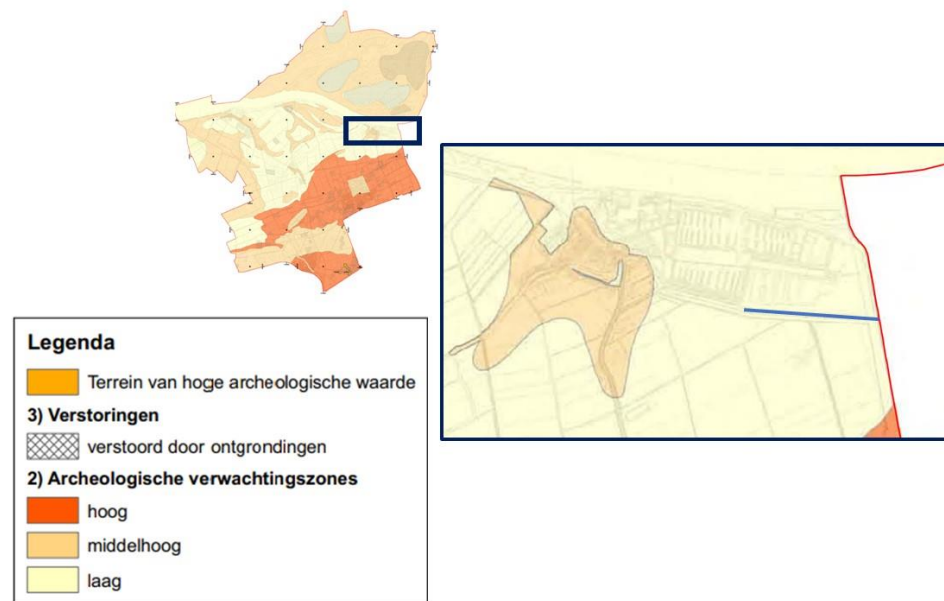 Legenda
Terrein van hoge archeologische waarde
3) Verstoringen
verstoord door ontgrondingen
2) Archeologische verwachtingszones
hoog
middelhoog
laag